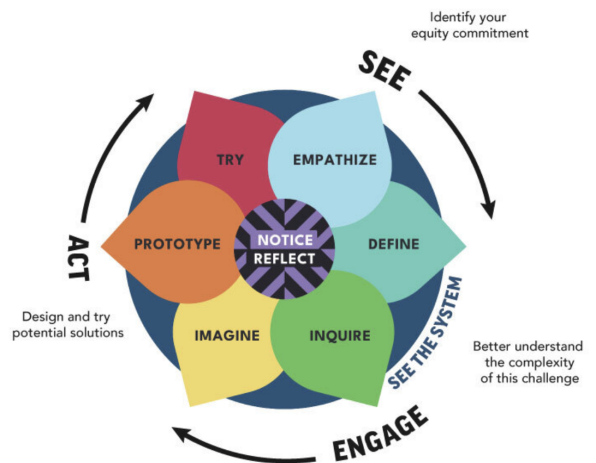 Identify your
equity commitment
SEE
TRY
EMPATHIZE
PROTOTYPE
NOTICE
REFLECT
DEFINE
ACT
Design and try
potential solutions
IMAGINE
INQUIRE
SEE THE SYSTEM
Better understand
the complexity
of this challenge
ENGAGE